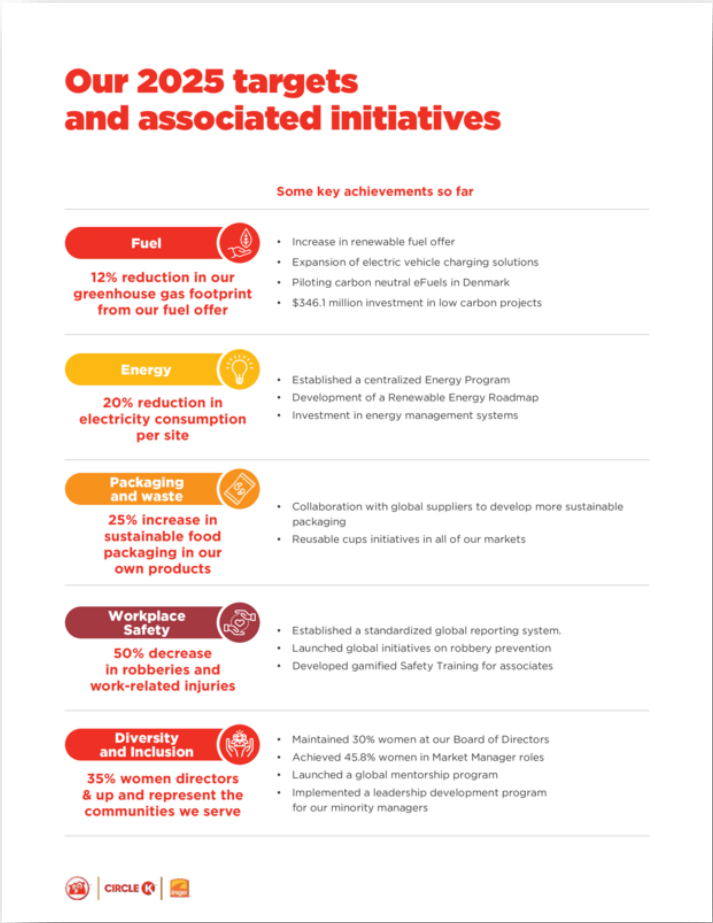 Our 2025 targets
and associated initiatives
Some key achievements so far
Fuel
12% reduction in our
greenhouse gas footprint
from our fuel offer
• Increase in renewable fuel offer
• Expansion of electric vehicle charging solutions
• Piloting carbon neutral eFuels in Denmark
• $346.1 million investment in low carbon projects
Energy
20% reduction in
electricity consumption
per site
• Established a centralized Energy Program
• Development of a Renewable Energy Roadmap
• Investment in energy management systems
Packaging
and waste
25% increase in
sustainable food
packaging in our
own products
• Collaboration with global suppliers to develop more sustainable
packaging
• Reusable cups initiatives in all of our markets
Workplace
Safety
50% decrease
in robberies and
work-related injuries
• Established a standardized global reporting system.
• Launched global initiatives on robbery prevention
• Developed gamified Safety Training for associates
Diversity
and Inclusion
35% women directors
& up and represent the
communities we serve
• Maintained 30% women at our Board of Directors
• Achieved 45.8% women in Market Manager roles
• Launched a global mentorship program
• Implemented a leadership development program
for our minority managers
CIRCLE K